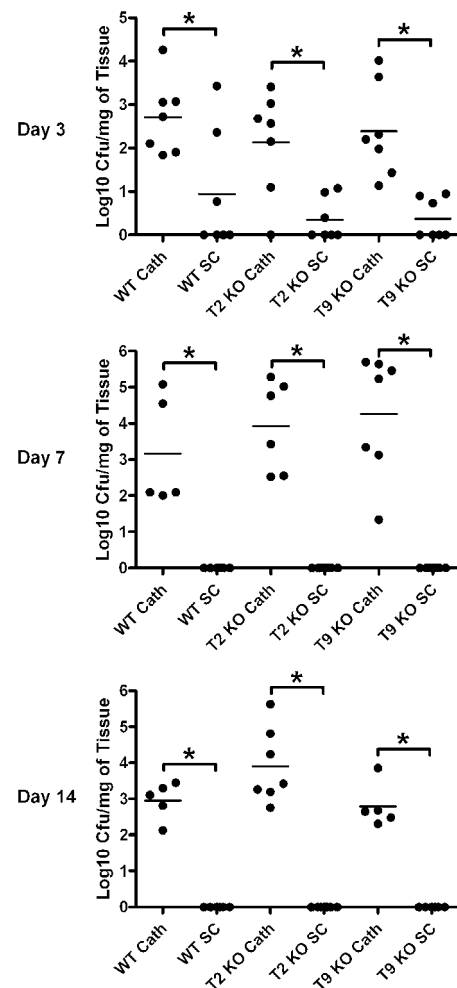 Day 3
Log10 Cfu/mg of Tissue
5
4
3
2
1
0
*
*
*
WT Cath
WT SC
T2 KO Cath
T2 KO SC
T9 KO Cath
T9 KO SC
Day 7
Log10 Cfu/mg of Tissue
6
5
4
3
2
1
0
*
*
*
WT Cath
WT SC
T2 KO Cath
T2 KO SC
T9 KO Cath
T9 KO SC
Day 14
Log10 Cfu/mg of Tissue
6
5
4
3
2
1
0
*
*
*
WT Cath
WT SC
T2 KO Cath
T2 KO SC
T9 KO Cath
T9 KO SC